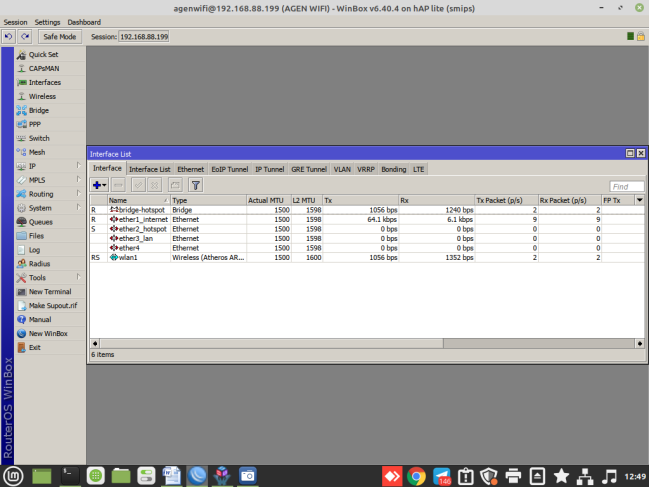 agenwifi@192.168.88.199 (AGEN WIFI) - WinBox v6.40.4 on hAP lite (smips)
Session Settings Dashboard
Safe Mode Session: 192.168.88.199
Quick Set
CAPsMAN
Interfaces
Wireless
Bridge
PPP
Switch
Mesh
IP
MPLS
Routing
System
Queues
Files
Log
Radius
Tools
New Terminal
Make Supout.rif
Manual
New WinBox
Exit
RouterOS WinBox
Interface List
Interface Interface List Ethernet EoIP Tunnel IP Tunnel GRE Tunnel VLAN VRRP Bonding LTE
Find
Name Type Actual MTU L2 MTU Tx Rx Tx Packet (p/s) Rx Packet (p/s) FP Tx
R bridge-hotspot Bridge 1500 1598 1056 bps 1240 bps 2 2
R ether1_internet Ethernet 1500 1598 64.1 kbps 6.1 kbps 9 9
S ether2_hotspot Ethernet 1500 1598 0 bps 0 bps 0 0
ether3_lan Ethernet 1500 1598 0 bps 0 bps 0 0
ether4 Ethernet 1500 1598 0 bps 0 bps 0 0
RS wlan1 Wireless (Atheros AR... 1500 1600 1056 bps 1352 bps 2 2
6 items
146
12:49